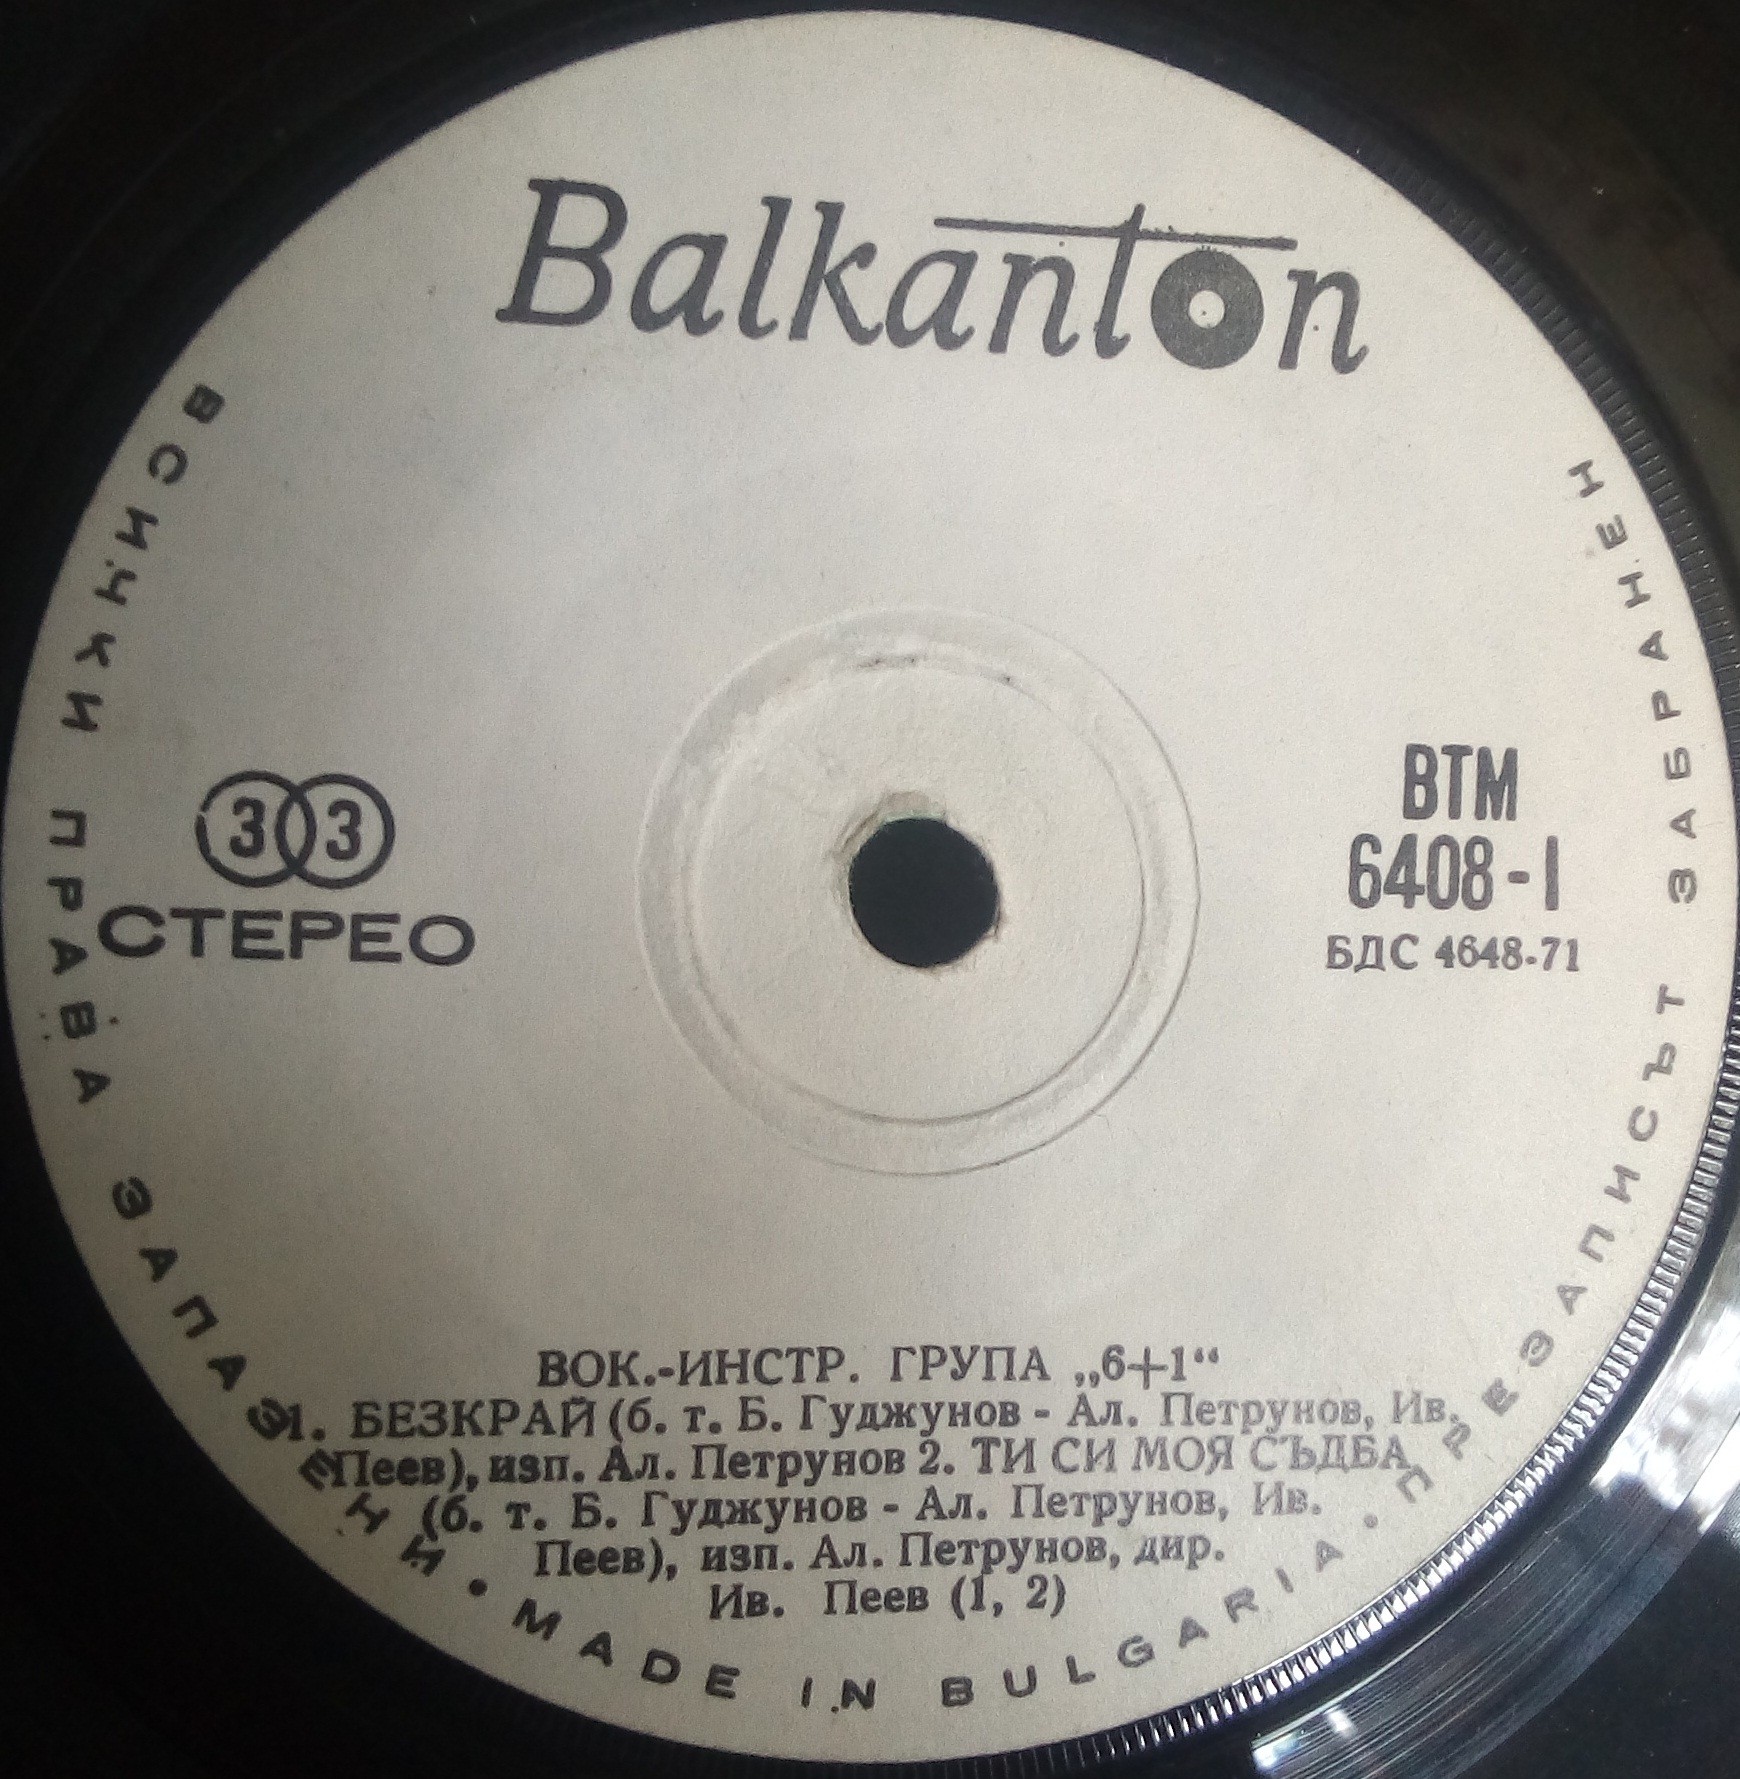 Balkanton
33
СТЕРЕО
ВТМ
6408-I
БДС 4648-71
ВОК.-ИНСТР. ГРУПА „6+1“
1. БЕЗКРАЙ (б. т. Б. Гуджунов - Ал. Петрунов, Ив.
Пеев), изп. Ал. Петрунов 2. ТИ СИ МОЯ СЪДБА
(б. т. Б. Гуджунов - Ал. Петрунов, Ив.
Пеев), изп. Ал. Петрунов, дир.
Ив. Пеев (1, 2)
ВСИЧКИ ПРАВА ЗАПАЗЕНИ • MADE IN BULGARIA • ПРЕЗАПИСЪТ ЗАБРАНЕН